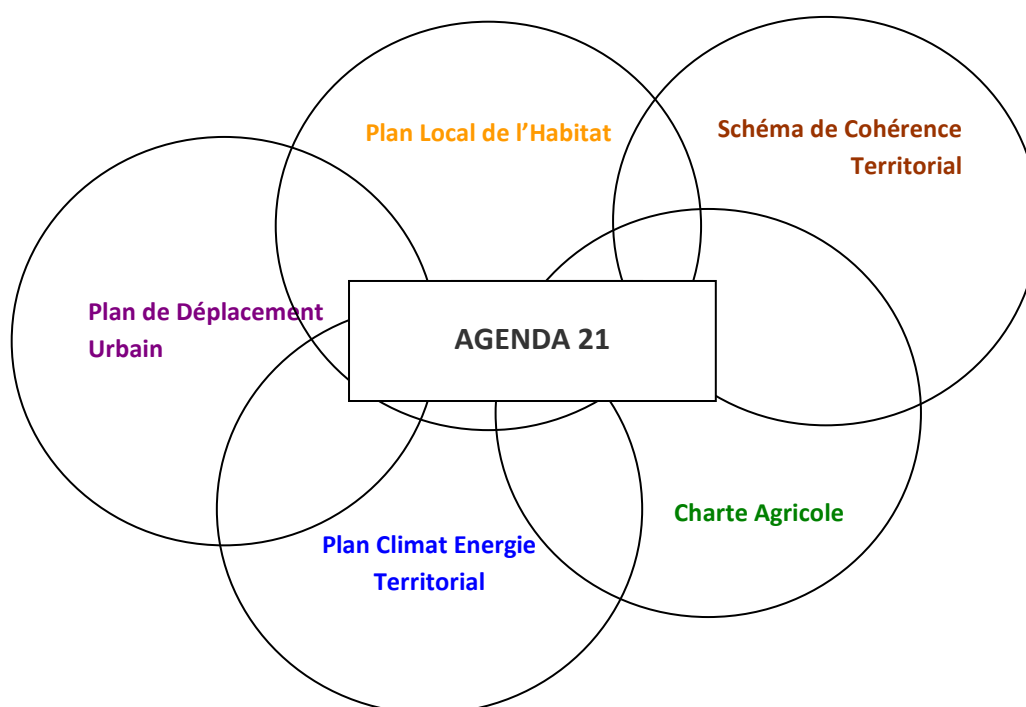 Plan Local de l’Habitat
Schéma de Cohérence
Territorial
Plan de Déplacement
Urbain
AGENDA 21
Charte Agricole
Plan Climat Energie
Territorial